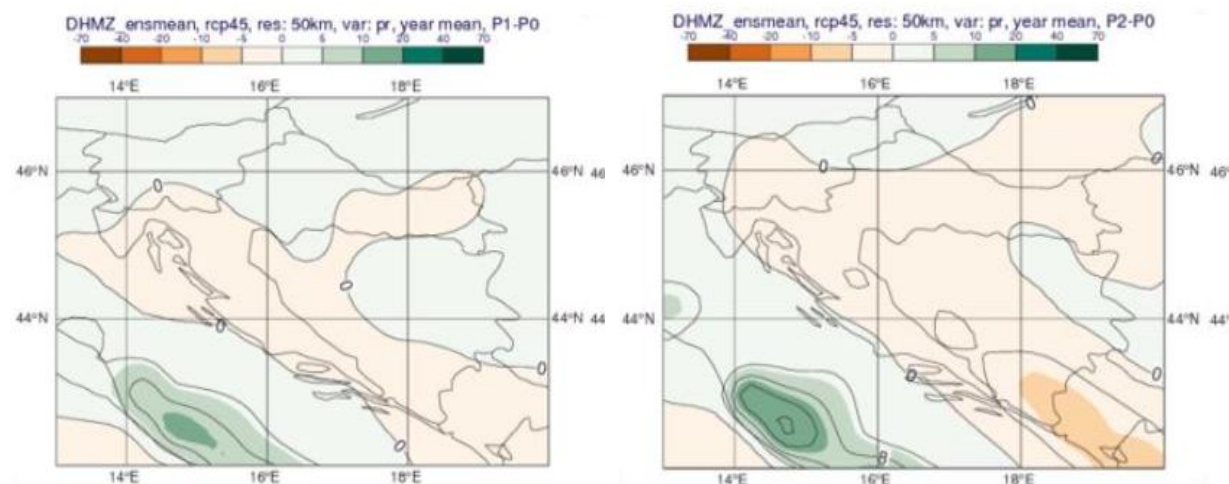 DHMZ_ensmean, rcp45, res: 50km, var: pr, year mean, P1-P0
-70 -40 -20 -10 -5 0 5 10 20 40 70
14°E 16°E 18°E
46°N
0
0
44°N
0
0
0
14°E 16°E 18°E
DHMZ_ensmean, rcp45, res: 50km, var: pr, year mean, P2-P0
-70 -40 -20 -10 -5 0 5 10 20 40 70
14°E 16°E 18°E
0
46 0 0 46°N 4
44 44°N 4
0 0
8
14°E 16°E 18°E